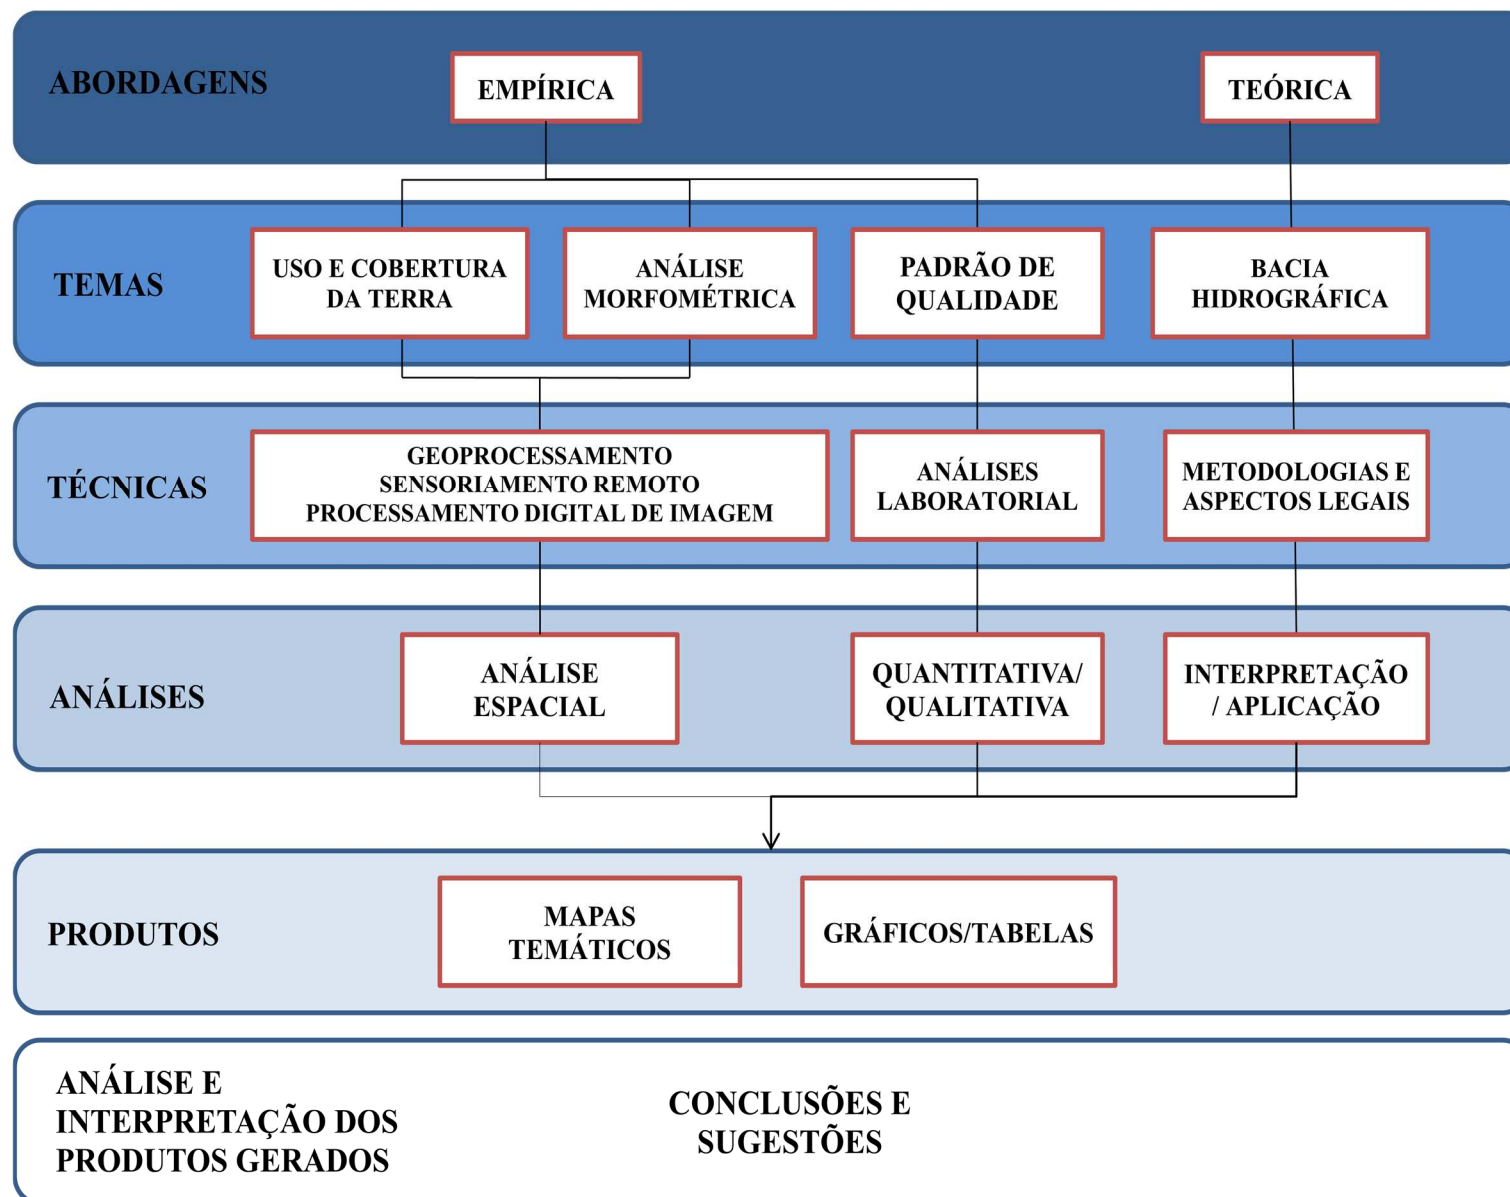 ABORDAGENS
EMPÍRICA
TEÓRICA
TEMAS
USO E COBERTURA
DA TERRA
ANÁLISE
MORFOMÉTRICA
PADRÃO DE
QUALIDADE
BACIA
HIDROGRÁFICA
TÉCNICAS
GEOPROCESSAMENTO
SENSORIAMENTO REMOTO
PROCESSAMENTO DIGITAL DE IMAGEM
ANÁLISES
LABORATORIAL
METODOLOGIAS E
ASPECTOS LEGAIS
ANÁLISES
ANÁLISE
ESPACIAL
QUANTITATIVA/
QUALITATIVA
INTERPRETAÇÃO
/ APLICAÇÃO
PRODUTOS
MAPAS
TEMÁTICOS
GRÁFICOS/TABELAS
ANÁLISE E
INTERPRETAÇÃO DOS
PRODUTOS GERADOS
CONCLUSÕES E
SUGESTÕES